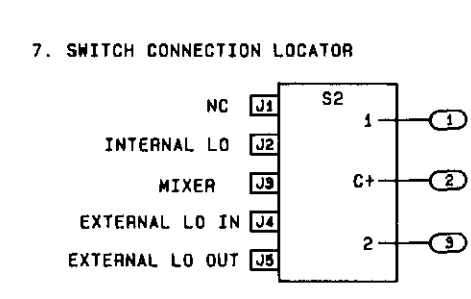 7. SWITCH CONNECTION LOCATOR
S2
NC J1
1 1
INTERNAL LO J2
MIXER J3
C+ 2
EXTERNAL LO IN J4
2 3
EXTERNAL LO OUT J5